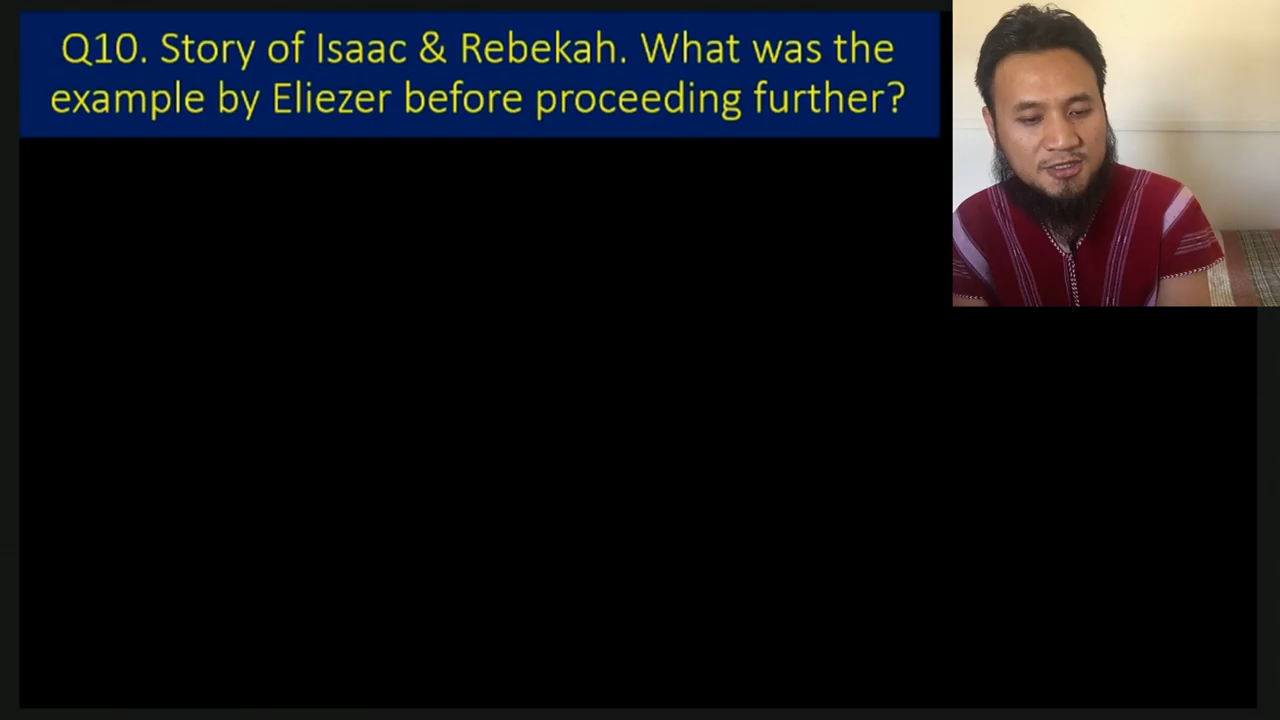 Q10. Story of Isaac & Rebekah. What was the
example by Eliezer before proceeding further?